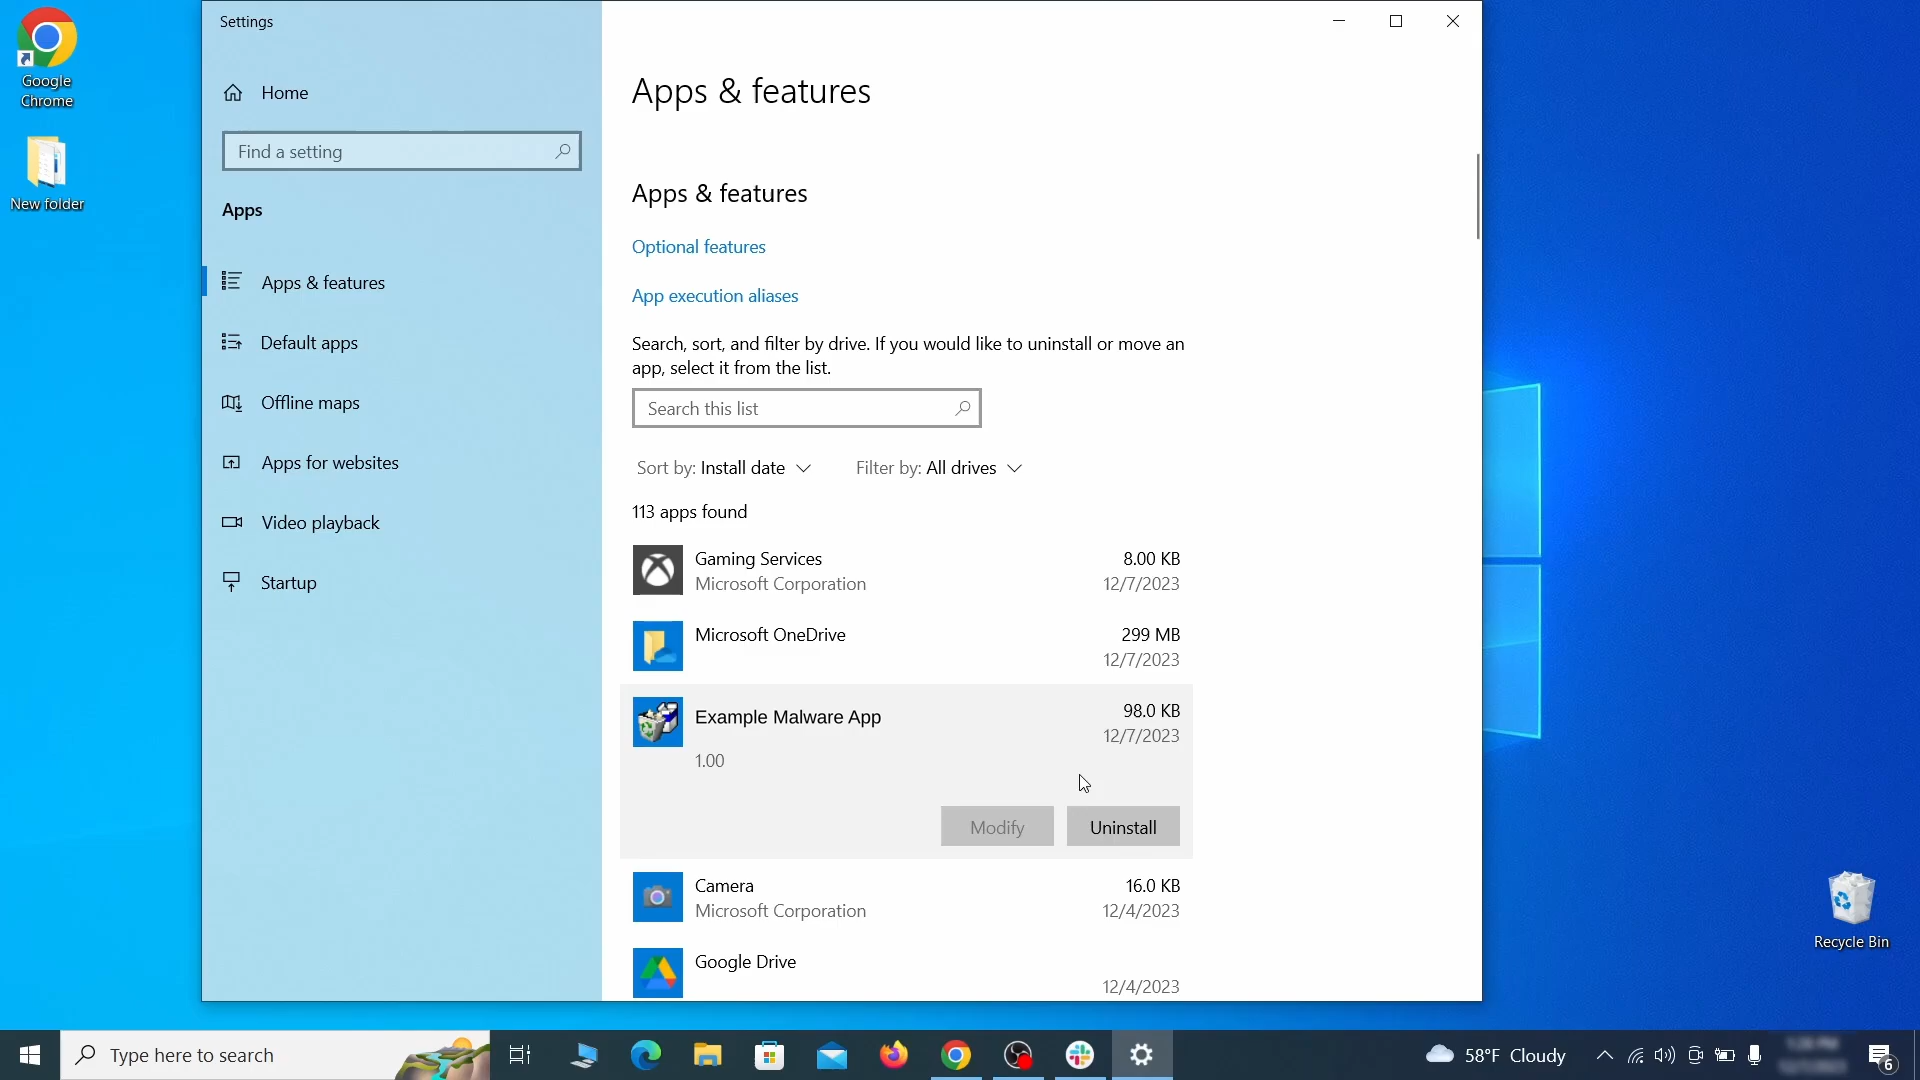 Google
Chrome
New folder
Settings
Home
Find a setting
Apps
Apps & features
Default apps
Offline maps
Apps for websites
Video playback
Startup
Apps & features
Apps & features
Optional features
App execution aliases
Search, sort, and filter by drive. If you would like to uninstall or move an
app, select it from the list.
Search this list
Sort by: Install date
Filter by: All drives
113 apps found
Gaming Services
8.00 KB
Microsoft Corporation
12/7/2023
Microsoft OneDrive
299 MB
12/7/2023
Example Malware App
98.0 KB
12/7/2023
1.00
Modify
Uninstall
Camera
16.0 KB
Microsoft Corporation
12/4/2023
Google Drive
12/4/2023
Recycle Bin
Type here to search
58°F Cloudy
6